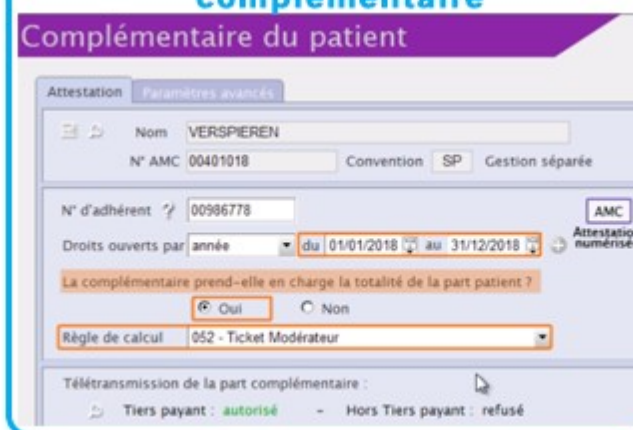 complémentaire
Complémentaire du patient
Attestation Paramètres avancés
Nom VERSPIEREN
N° AMC 00401018 Convention SP Gestion séparée
N° d'adhérent ? 00986778 AMC
Attestation
Droits ouverts par année du 01/01/2018 au 31/12/2018 numérisé
La complémentaire prend-elle en charge la totalité de la part patient ?
Oui Non
Règle de calcul 052 - Ticket Modérateur
Télétransmission de la part complémentaire :
Tiers payant : autorisé - Hors Tiers payant : refusé